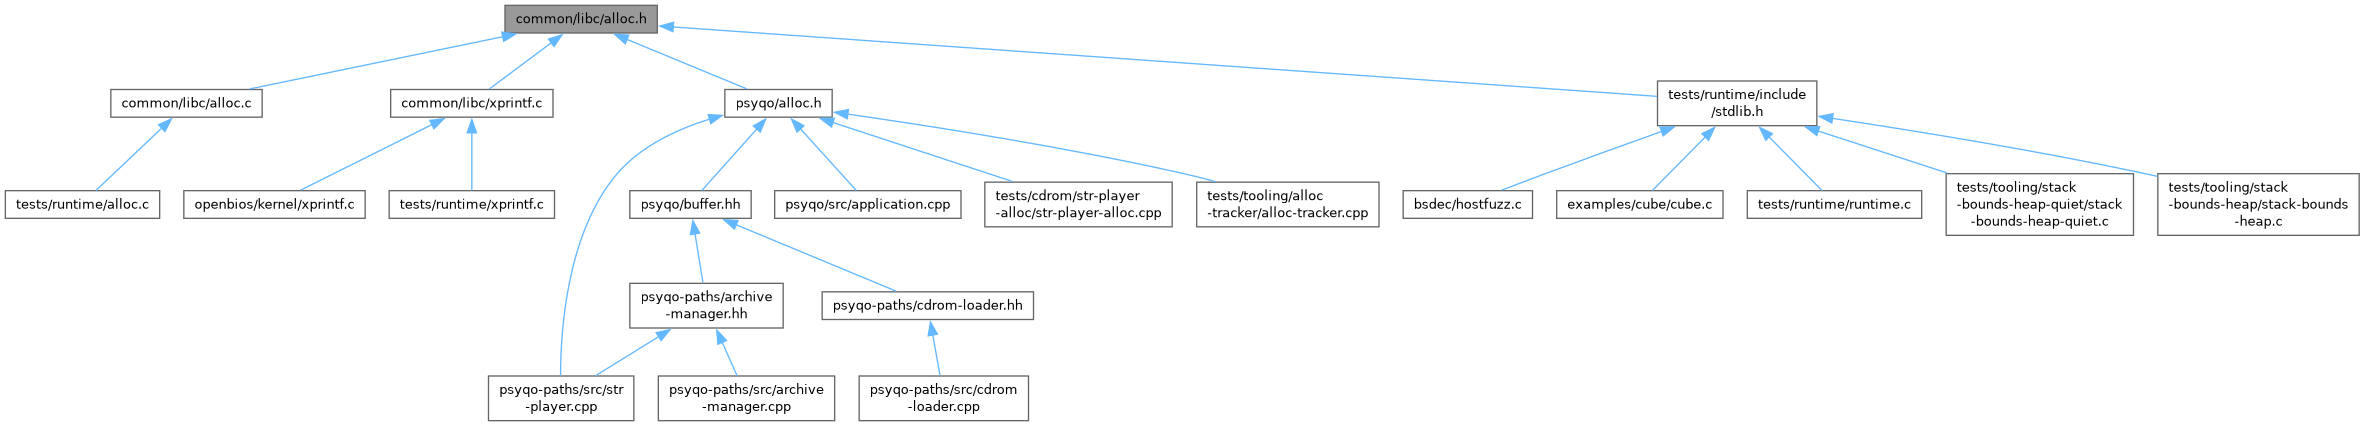 common/libc/alloc.h
common/libc/alloc.c
common/libc/xprintf.c
psyqo/alloc.h
tests/runtime/include
/stdlib.h
tests/runtime/alloc.c
openbios/kernel/xprintf.c
tests/runtime/xprintf.c
psyqo/buffer.hh
psyqo/src/application.cpp
tests/cdrom/str-player
-alloc/str-player-alloc.cpp
tests/tooling/alloc
-tracker/alloc-tracker.cpp
bsdec/hostfuzz.c
examples/cube/cube.c
tests/runtime/runtime.c
tests/tooling/stack
-bounds-heap-quiet/stack
-bounds-heap-quiet.c
tests/tooling/stack
-bounds-heap/stack-bounds
-heap.c
psyqo-paths/archive
-manager.hh
psyqo-paths/cdrom-loader.hh
psyqo-paths/src/str
-player.cpp
psyqo-paths/src/archive
-manager.cpp
psyqo-paths/src/cdrom
-loader.cpp